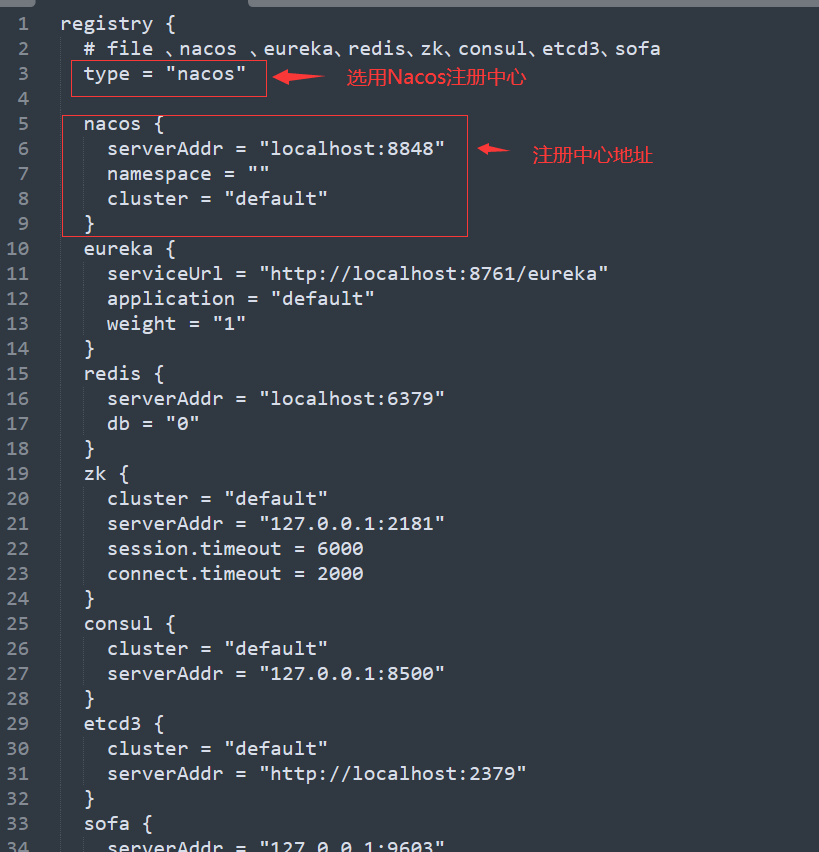 1 registry {
2 # file 、nacos 、eureka、redis、zk、consul、etcd3、sofa
3 type = "nacos" 选用Nacos注册中心
4
5 nacos {
6 serverAddr = "localhost:8848" 注册中心地址
7 namespace = ""
8 cluster = "default"
9 }
10 eureka {
11 serviceUrl = "http://localhost:8761/eureka"
12 application = "default"
13 weight = "1"
14 }
15 redis {
16 serverAddr = "localhost:6379"
17 db = "0"
18 }
19 zk {
20 cluster = "default"
21 serverAddr = "127.0.0.1:2181"
22 session.timeout = 6000
23 connect.timeout = 2000
24 }
25 consul {
26 cluster = "default"
27 serverAddr = "127.0.0.1:8500"
28 }
29 etcd3 {
30 cluster = "default"
31 serverAddr = "http://localhost:2379"
32 }
33 sofa {
34 serverAddr = "127.0.0.1:9603"